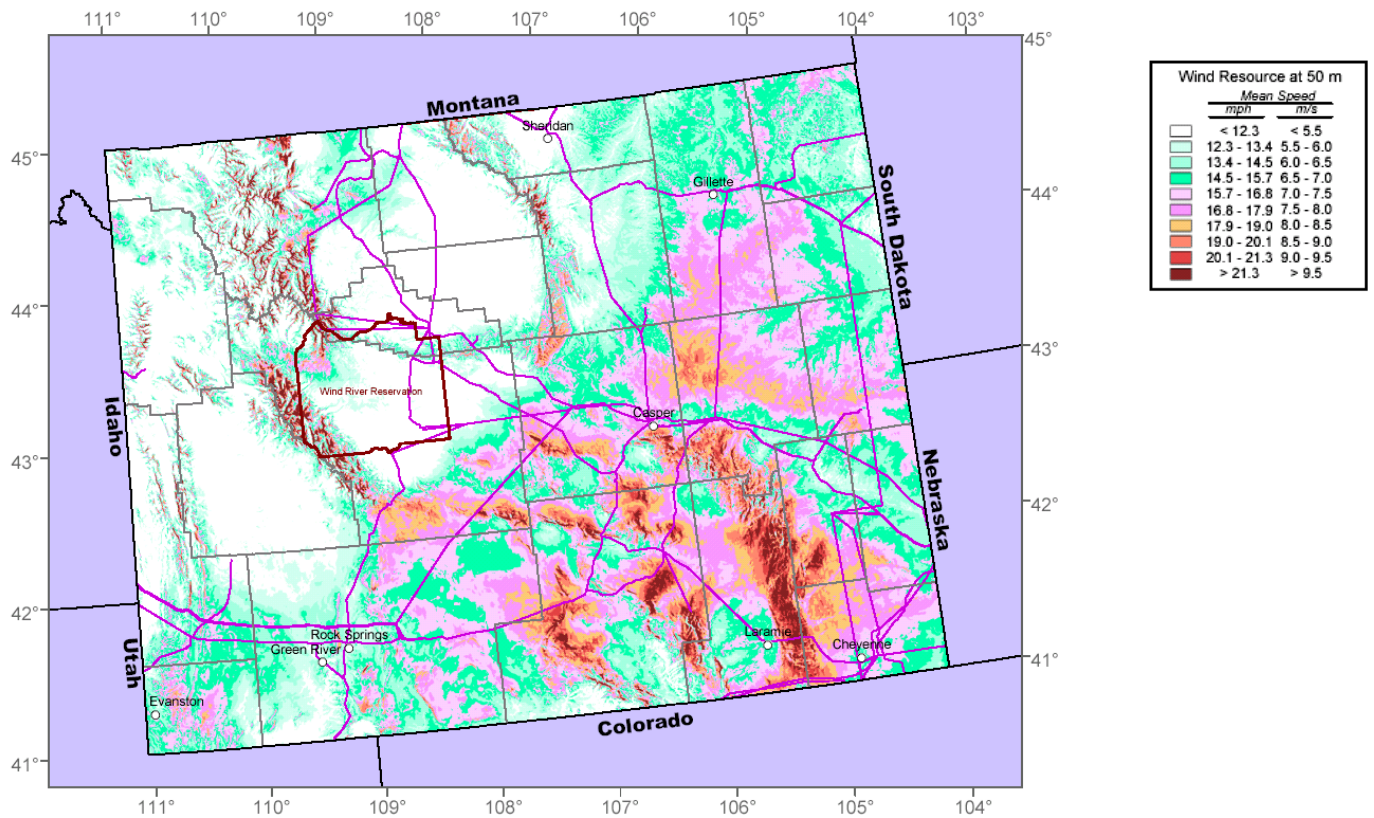 111° 110° 109° 108° 107° 106° 105° 104° 103°
45°
Montana
Sheridan
45°
Gillette
44°
South Dakota
44°
43°
Wind River Reservation
Idaho
Casper
43°
Nebraska
42°
42°
Rock Springs
Green River
Laramie
Cheyenne
Utah
41°
Evanston
Colorado
41°
111° 110° 109° 108° 107° 106° 105° 104°
Wind Resource at 50 m
Mean Speed
mph m/s
< 12.3 < 5.5
12.3 - 13.4 5.5 - 6.0
13.4 - 14.5 6.0 - 6.5
14.5 - 15.7 6.5 - 7.0
15.7 - 16.8 7.0 - 7.5
16.8 - 17.9 7.5 - 8.0
17.9 - 19.0 8.0 - 8.5
19.0 - 20.1 8.5 - 9.0
20.1 - 21.3 9.0 - 9.5
> 21.3 > 9.5